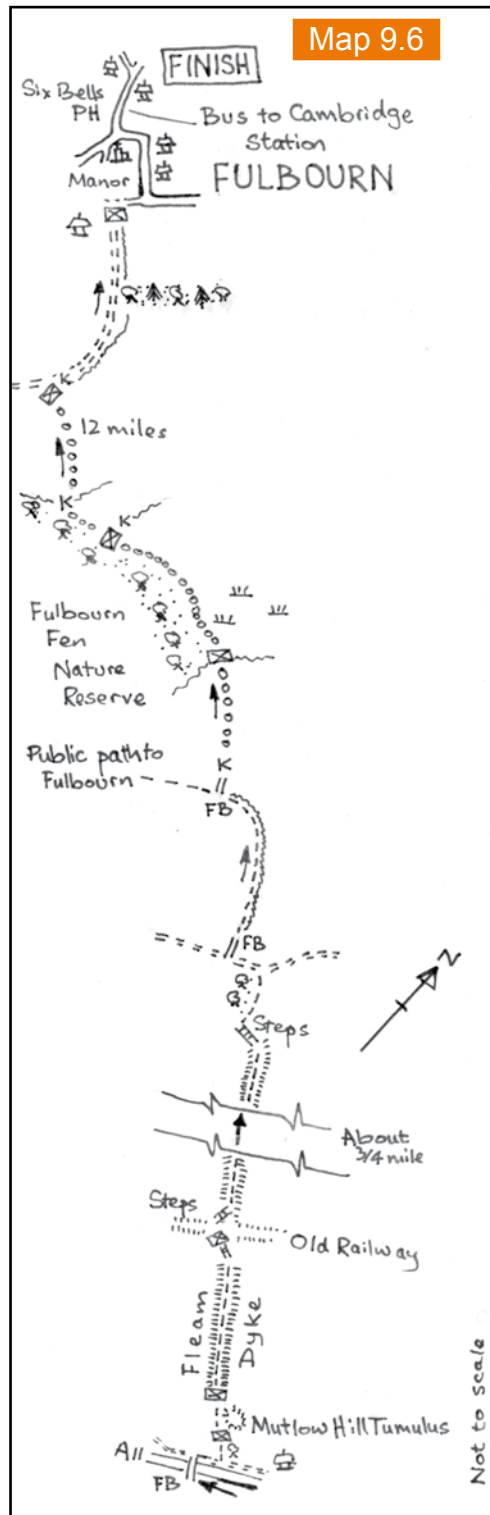 Map 9.6
FINISH
Six Bells
PH
Bus to Cambridge
Station
Manor
FULBOURN
K
12 miles
K
K
Fulbourn
Fen
Nature
Reserve
K
Public path to
Fulbourn
FB
FB
N
Steps
About
3/4 mile
Steps
Old Railway
Fleam
Dyke
Mutlow Hill Tumulus
A11
FB
Not to scale